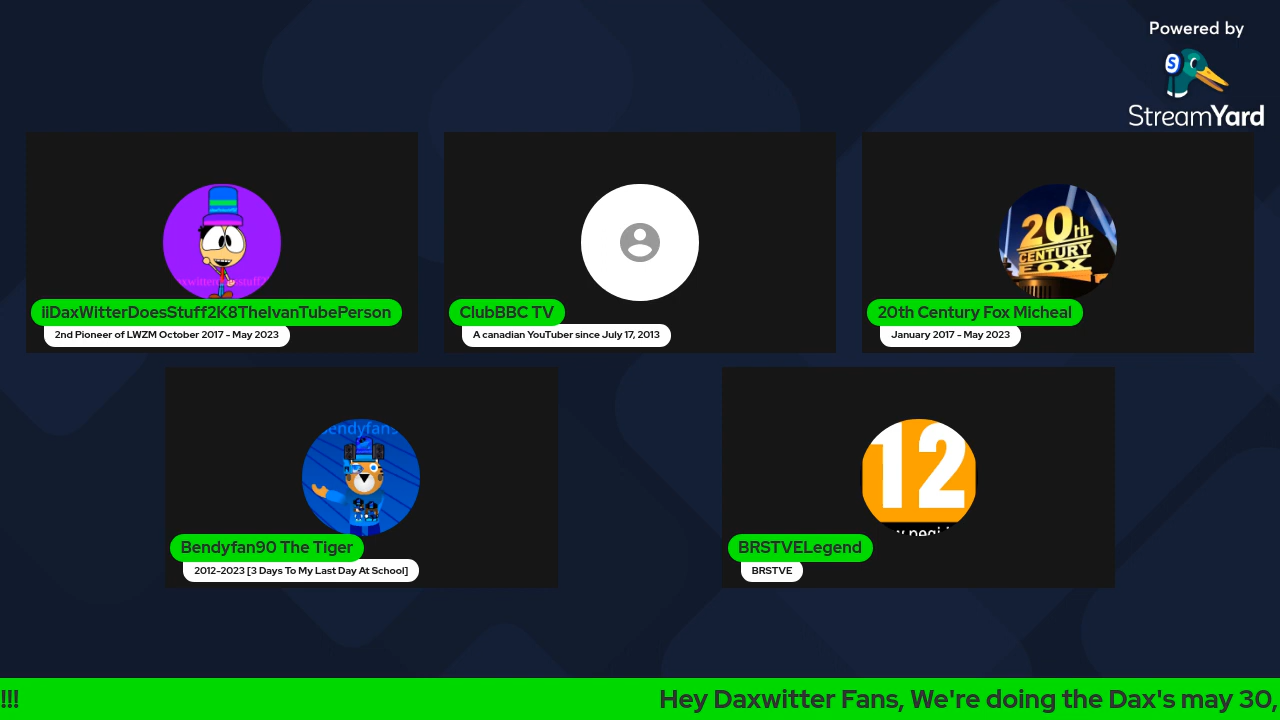 Powered by
StreamYard
20th
CENTURY
FOX
iiDaxWitterDoesStuff2K8TheIvanTubePerson
2nd Pioneer of LWZM October 2017 - May 2023
ClubBBC TV
A canadian YouTuber since July 17, 2013
20th Century Fox Micheal
January 2017 - May 2023
12
Bendyfan90 The Tiger
2012-2023 [3 Days To My Last Day At School]
BRSTVELegend
BRSTVE
!!! Hey Daxwitter Fans, We're doing the Dax's may 30,